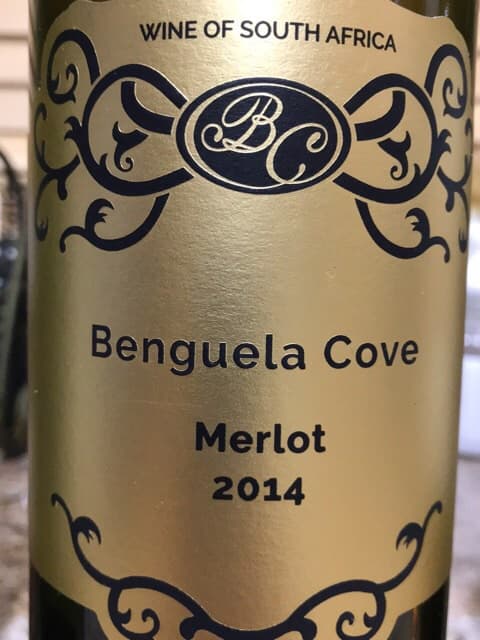 WINE OF SOUTH AFRICA
BC
Benguela Cove
Merlot
2014